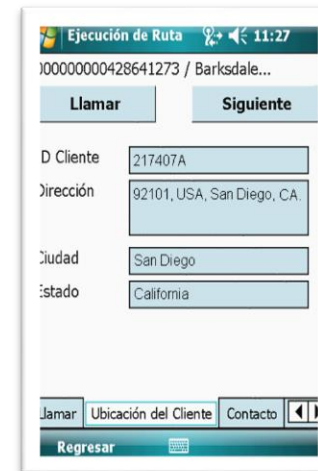 Ejecución de Ruta 11:27
000000000428641273 / Barksdale...
Llamar Siguiente
D Cliente 217407A
Dirección 92101, USA, San Diego, CA.
Ciudad San Diego
Estado California
Llamar Ubicación del Cliente Contacto
Regresar